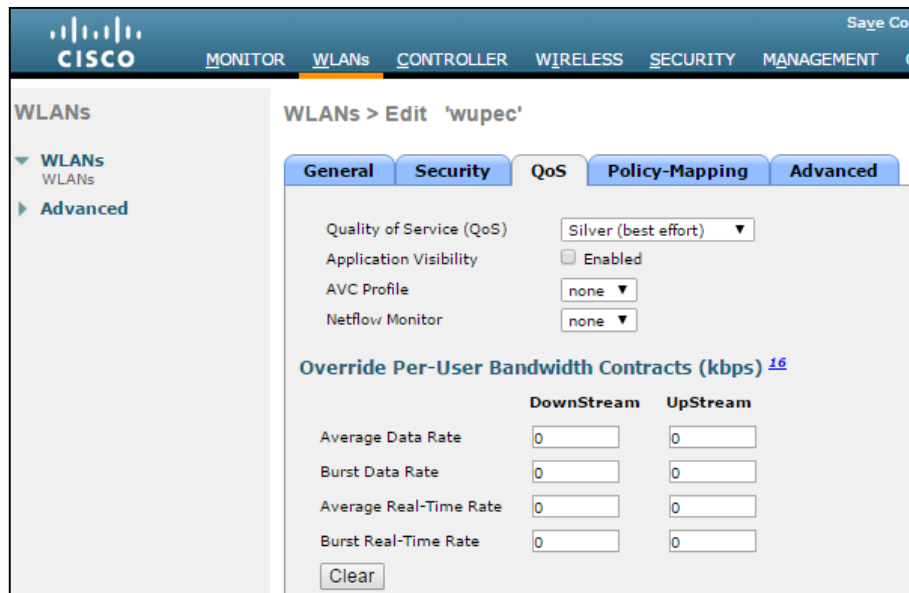 Save Co
CISCO
MONITOR WLANs CONTROLLER WIRELESS SECURITY MANAGEMENT
WLANs
WLANs > Edit 'wupec'
WLANs
WLANs
Advanced
General Security QoS Policy-Mapping Advanced
Quality of Service (QoS) Silver (best effort)
Application Visibility Enabled
AVC Profile none
Netflow Monitor none
Override Per-User Bandwidth Contracts (kbps) 16
DownStream UpStream
Average Data Rate 0 0
Burst Data Rate 0 0
Average Real-Time Rate 0 0
Burst Real-Time Rate 0 0
Clear